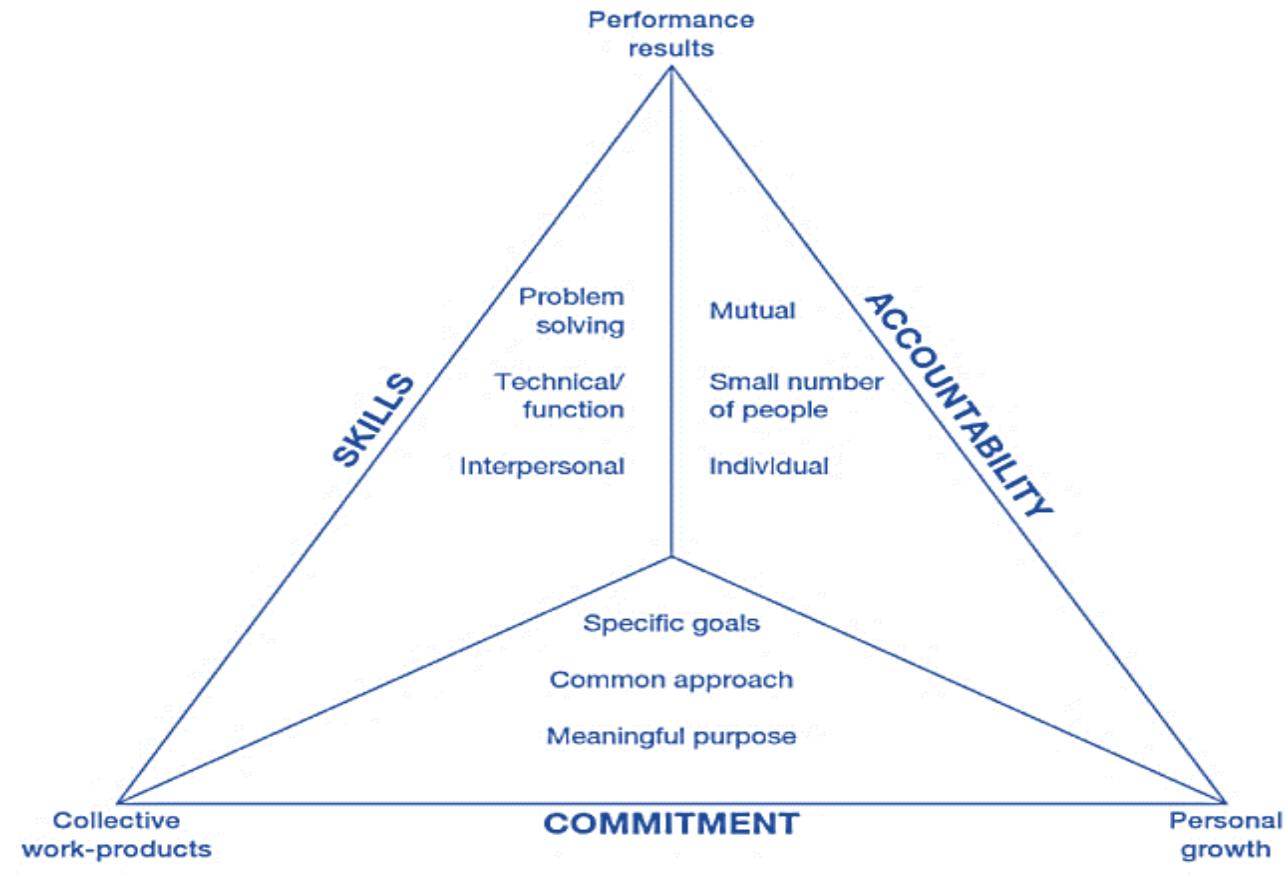 Performance
results
Problem
solving
Technical/
function
Interpersonal
SKILLS
Mutual
Small number
of people
Individual
ACCOUNTABILITY
Specific goals
Common approach
Meaningful purpose
Collective
work-products
COMMITMENT
Personal
growth